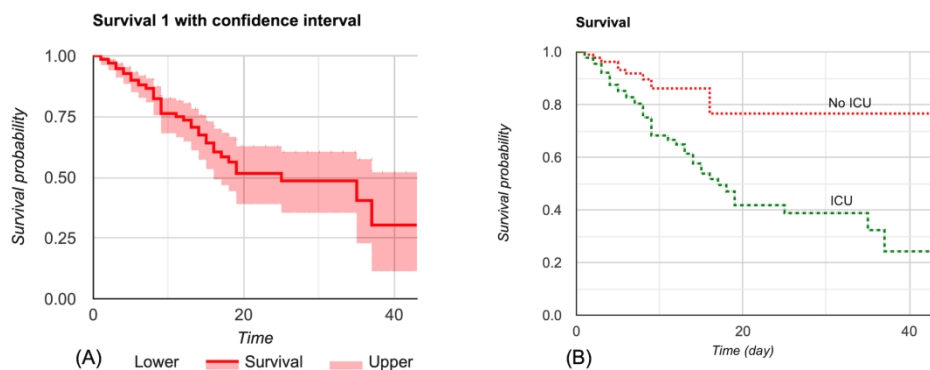 Survival 1 with confidence interval
1.00
0.75
0.50
0.25
0.00
Survival probability
0
20
40
Time
(A)
Lower
Survival
Upper
Survival
1.0
0.8
0.6
0.4
0.2
0.0
Survival probability
No ICU
ICU
0
20
40
Time (day)
(B)